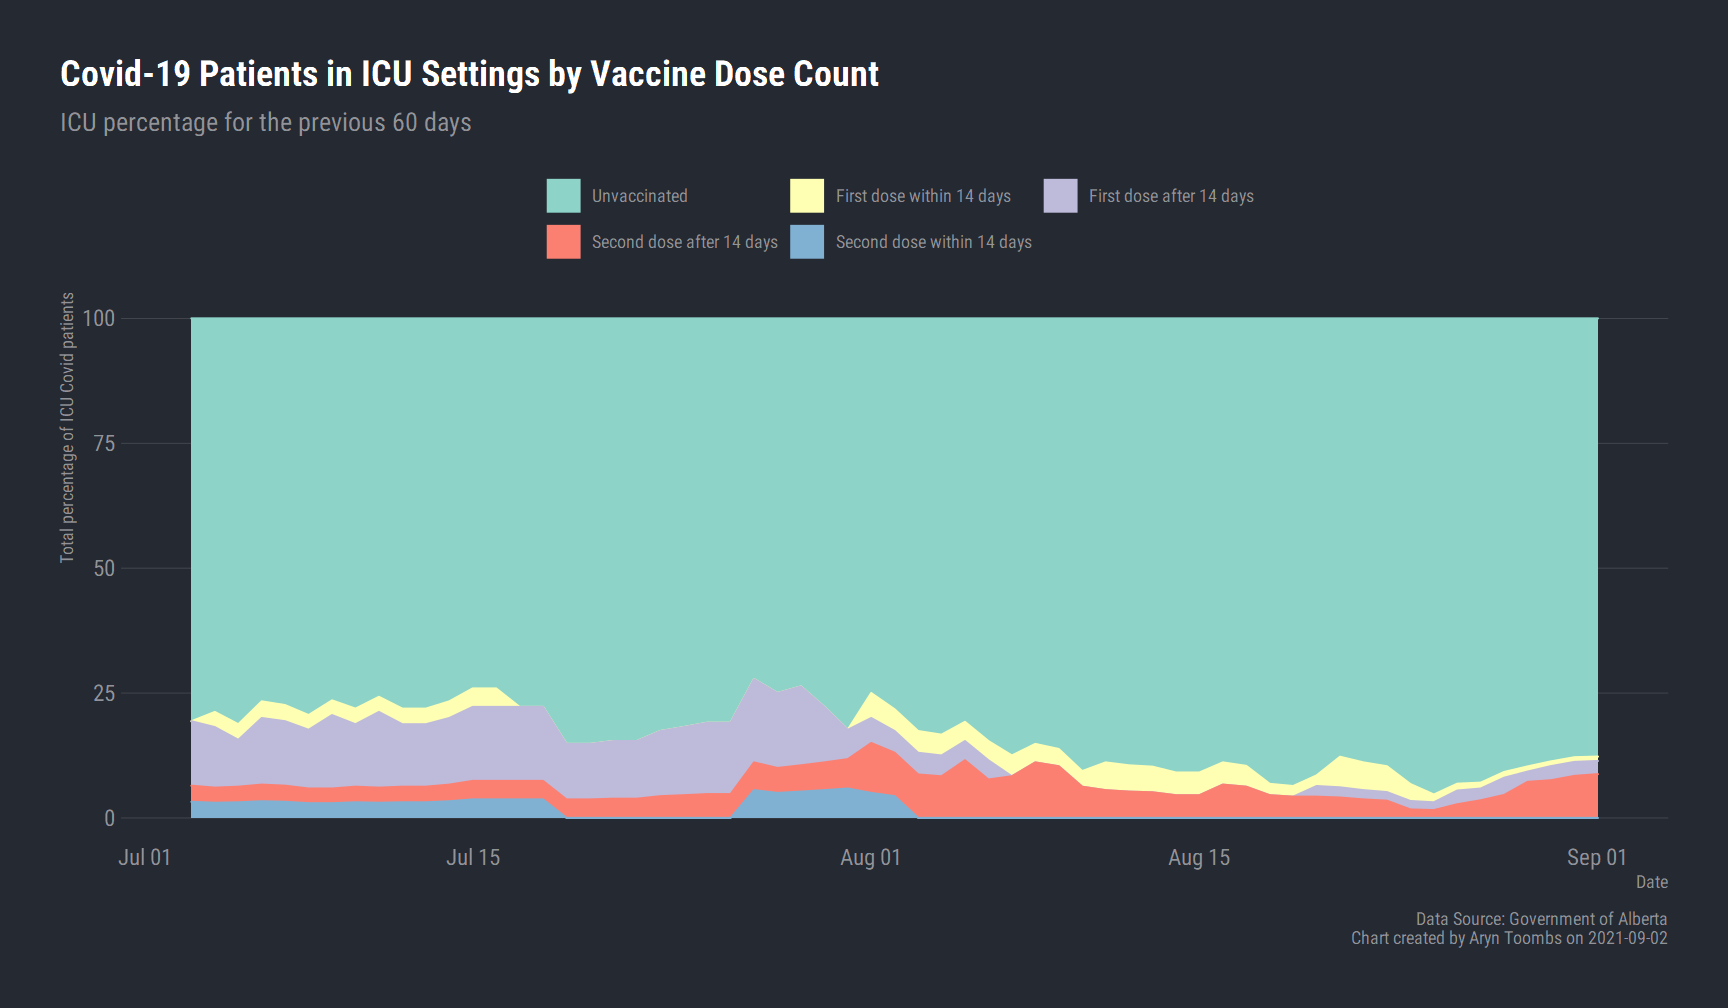 Covid-19 Patients in ICU Settings by Vaccine Dose Count
ICU percentage for the previous 60 days
Unvaccinated
First dose within 14 days
First dose after 14 days
Second dose after 14 days
Second dose within 14 days
Total percentage of ICU Covid patients
100
75
50
25
0
Jul 01
Jul 15
Aug 01
Aug 15
Sep 01
Date
Data Source: Government of Alberta
Chart created by Aryn Toombs on 2021-09-02